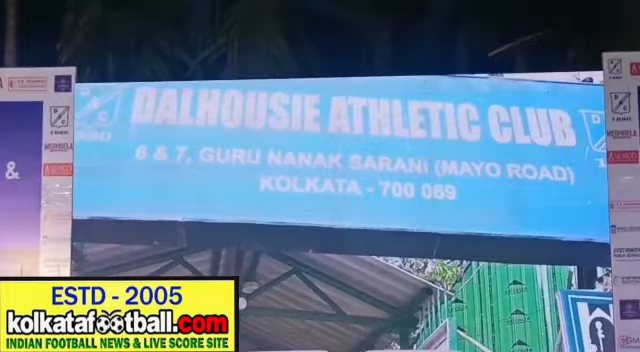 DALHOUSIE ATHLETIC CLUB
6 & 7, GURU NANAK SARANI (MAYO ROAD)
KOLKATA - 700 069
D A C
1880
&
ESTD - 2005
kolkatafootball.com
INDIAN FOOTBALL NEWS & LIVE SCORE SITE